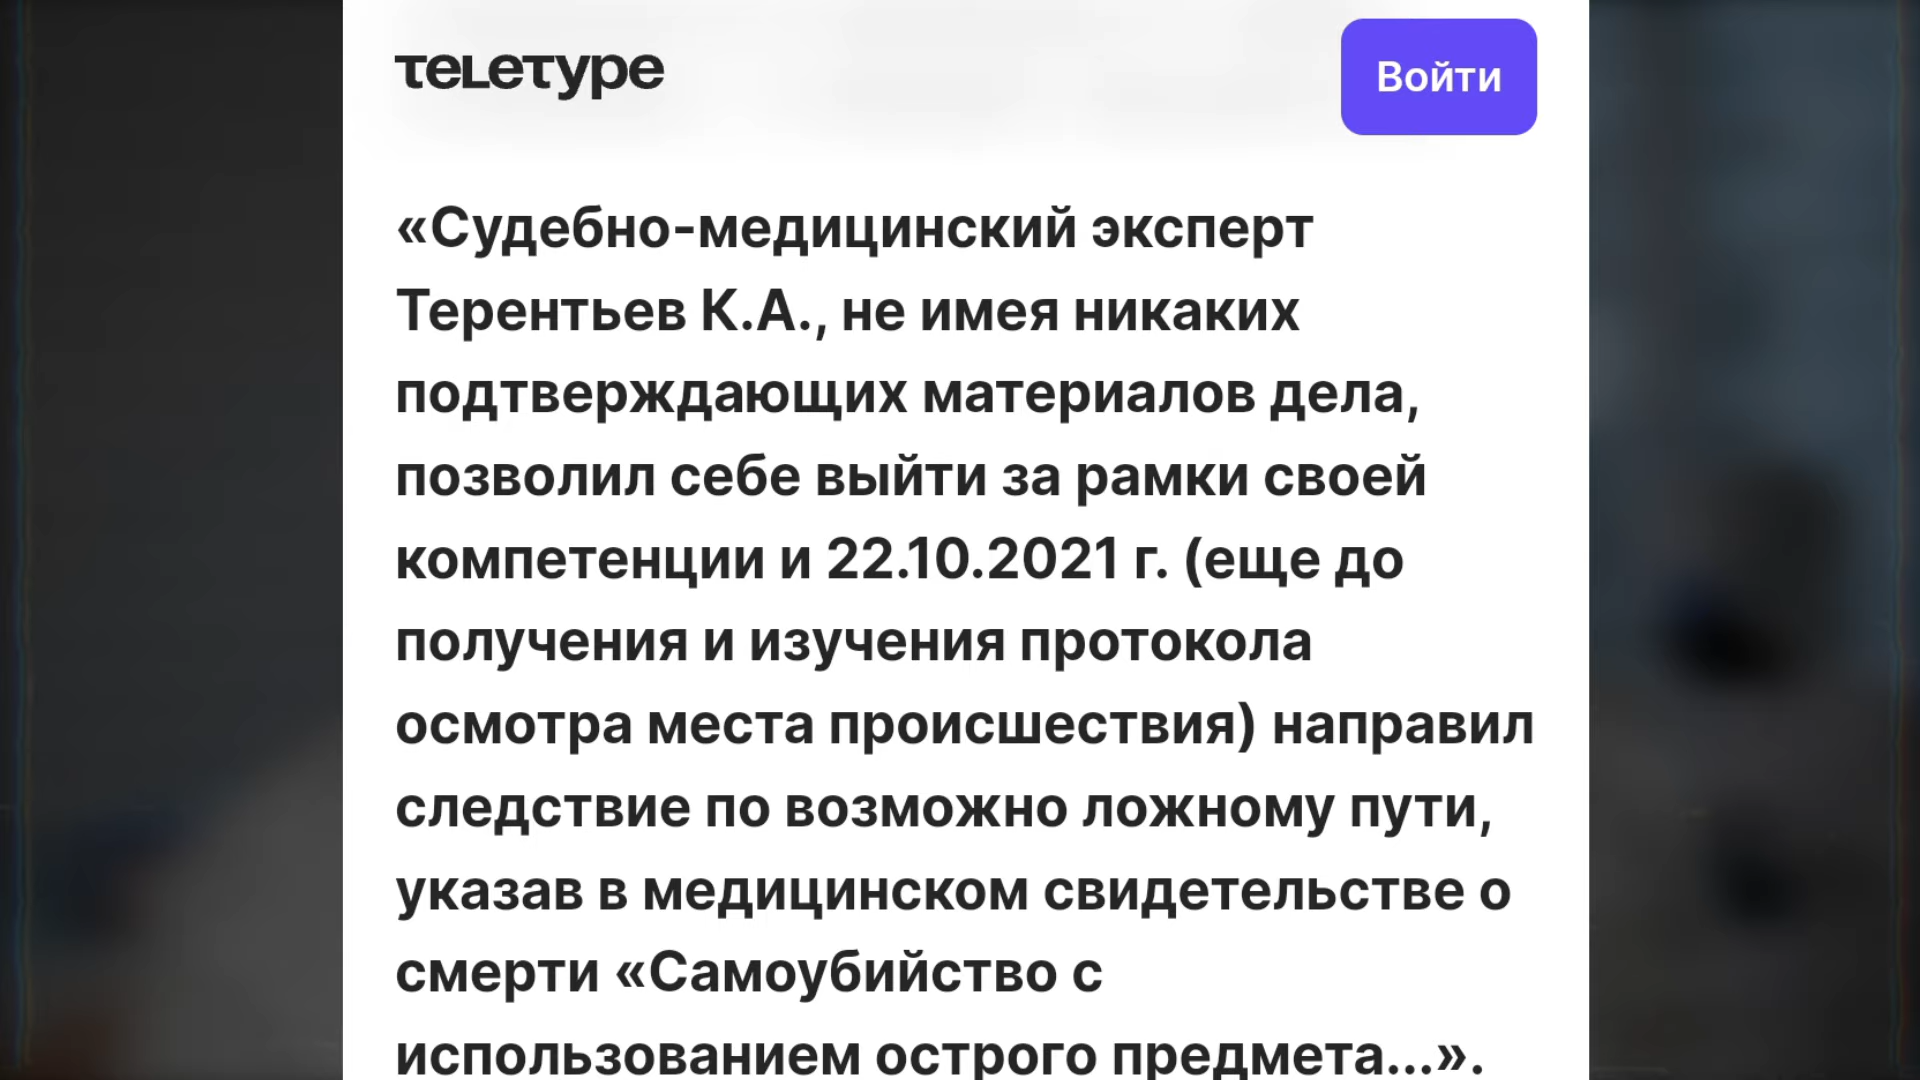 teletype
Войти
«Судебно-медицинский эксперт
Терентьев К.А., не имея никаких
подтверждающих материалов дела,
позволил себе выйти за рамки своей
компетенции и 22.10.2021 г. (еще до
получения и изучения протокола
осмотра места происшествия) направил
следствие по возможно ложному пути,
указав в медицинском свидетельстве о
смерти «Самоубийство с
использованием острого предмета...».